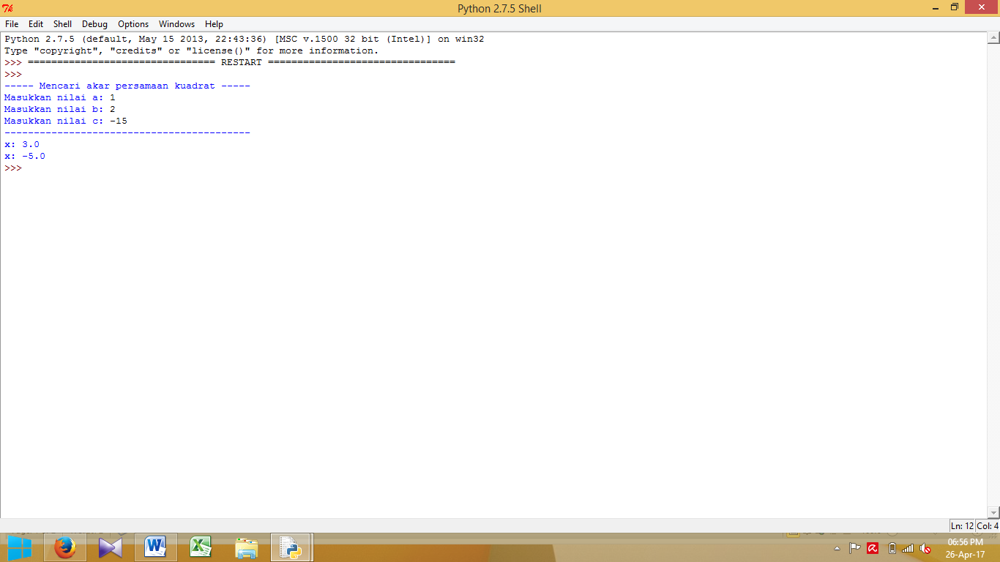 Python 2.7.5 Shell
File Edit Shell Debug Options Windows Help
Python 2.7.5 (default, May 15 2013, 22:43:36) [MSC v.1500 32 bit (Intel)] on win32
Type "copyright", "credits" or "license()" for more information.
>>> ================================ RESTART ================================
>>>
----- Mencari akar persamaan kuadrat -----
Masukkan nilai a: 1
Masukkan nilai b: 2
Masukkan nilai c: -15
------------------------------------------
x: 3.0
x: -5.0
>>>
Ln: 12 Col: 4
06:56 PM
26-Apr-17